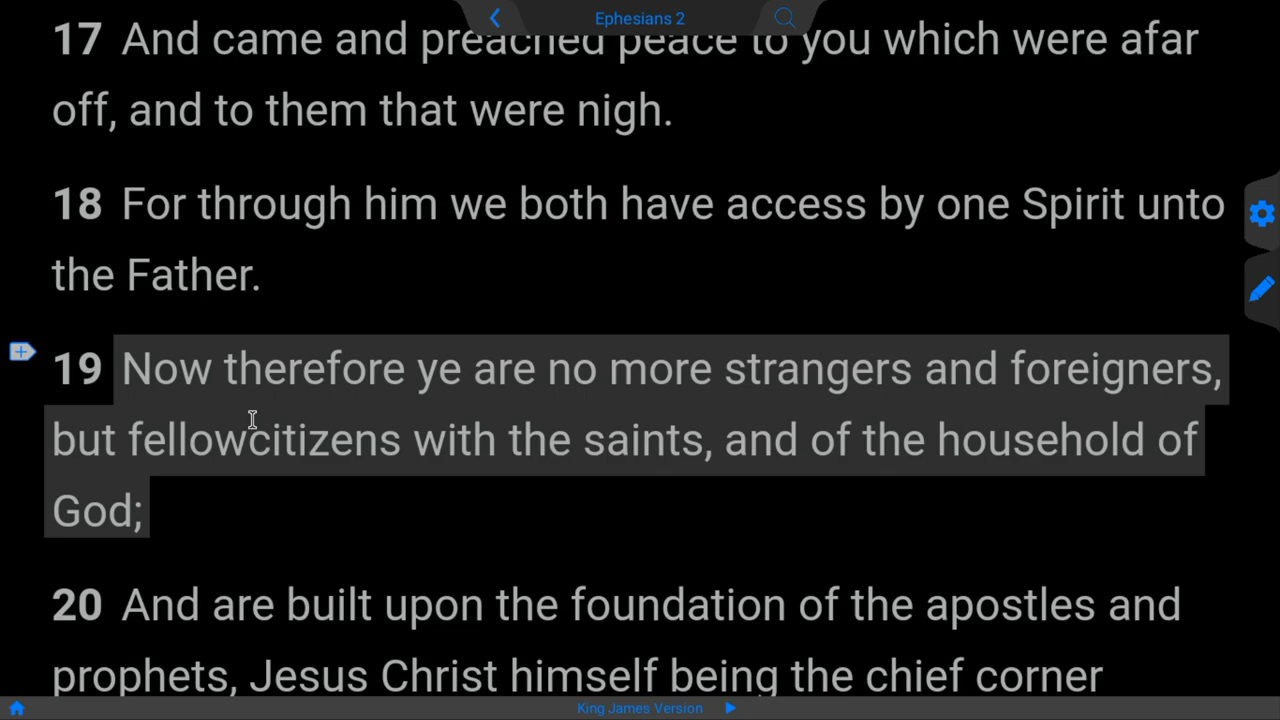 Ephesians 2
17 And came and preached peace to you which were afar
off, and to them that were nigh.
18 For through him we both have access by one Spirit unto
the Father.
19 Now therefore ye are no more strangers and foreigners,
but fellowcitizens with the saints, and of the household of
God;
20 And are built upon the foundation of the apostles and
prophets, Jesus Christ himself being the chief corner
King James Version